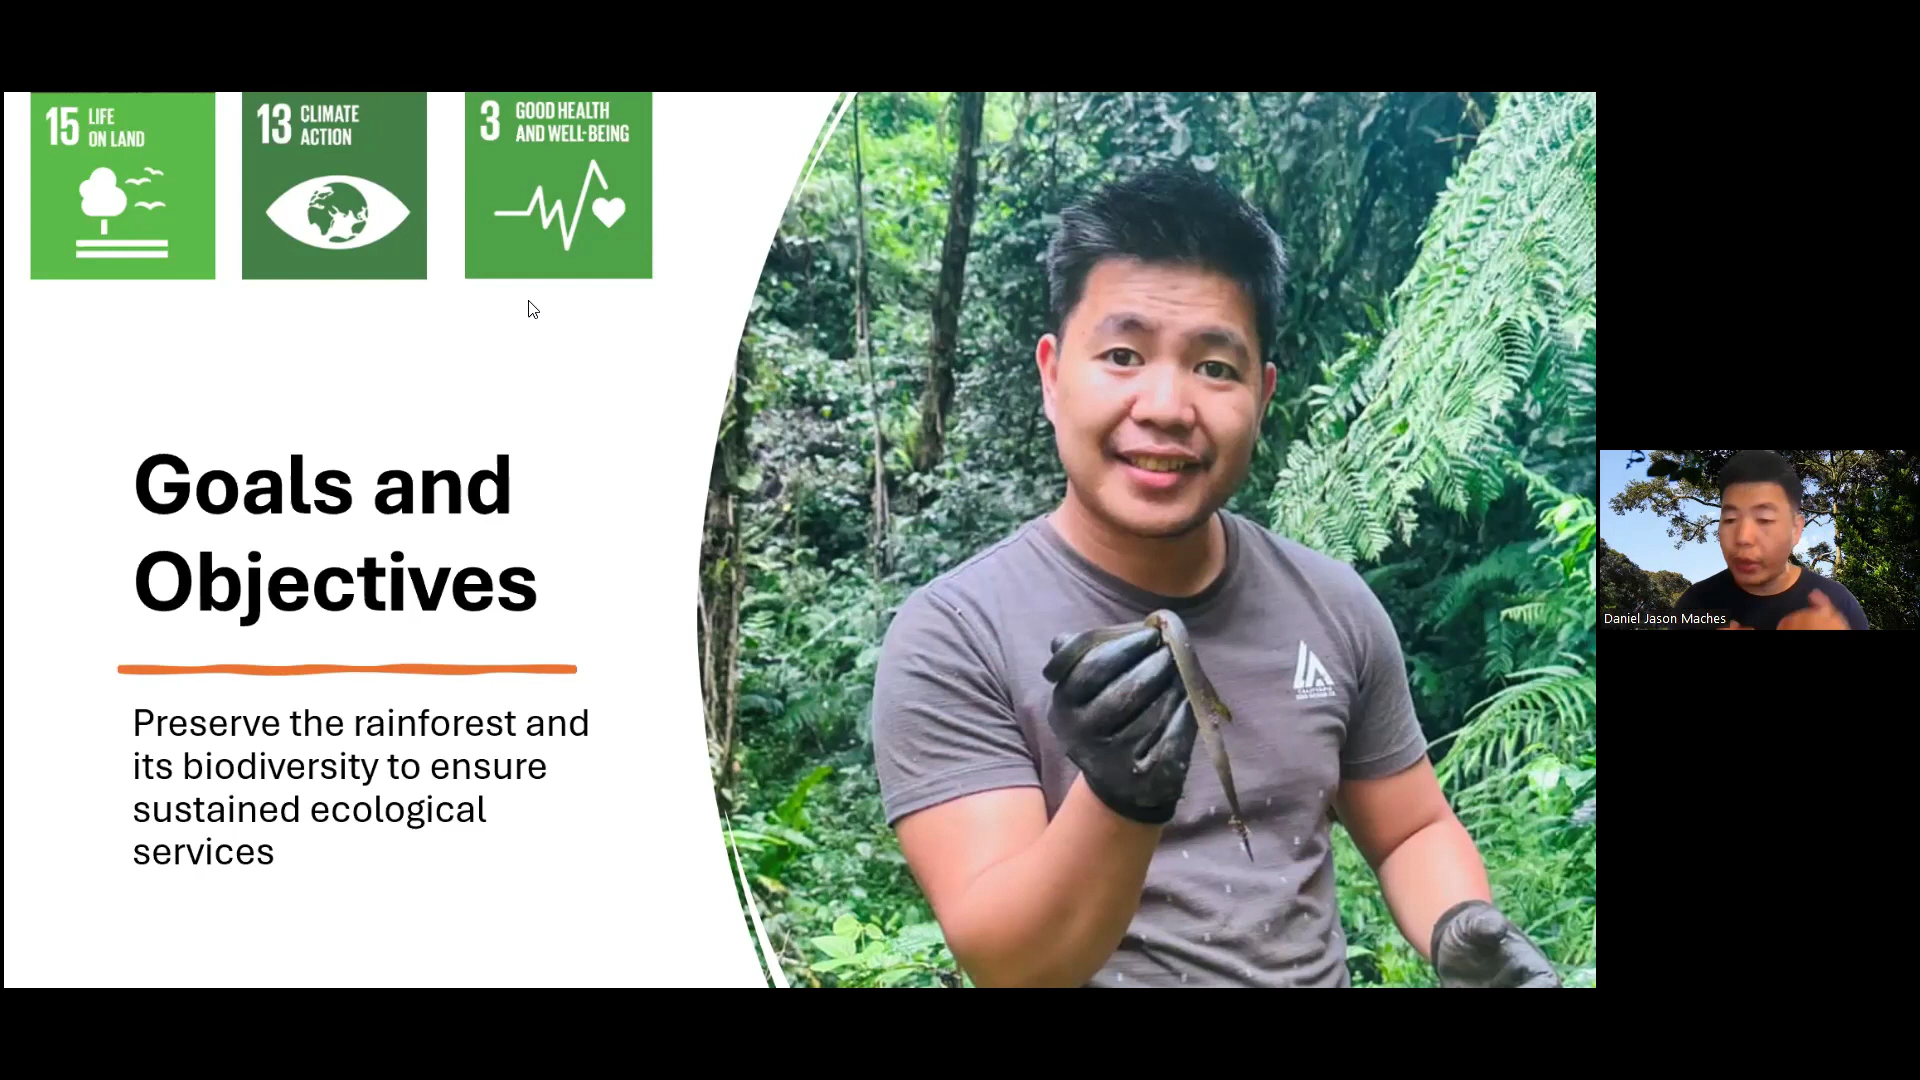 15 LIFE
ON LAND
13 CLIMATE
ACTION
3 GOOD HEALTH
AND WELL-BEING
Goals and
Objectives
Preserve the rainforest and
its biodiversity to ensure
sustained ecological
services
Daniel Jason Maches